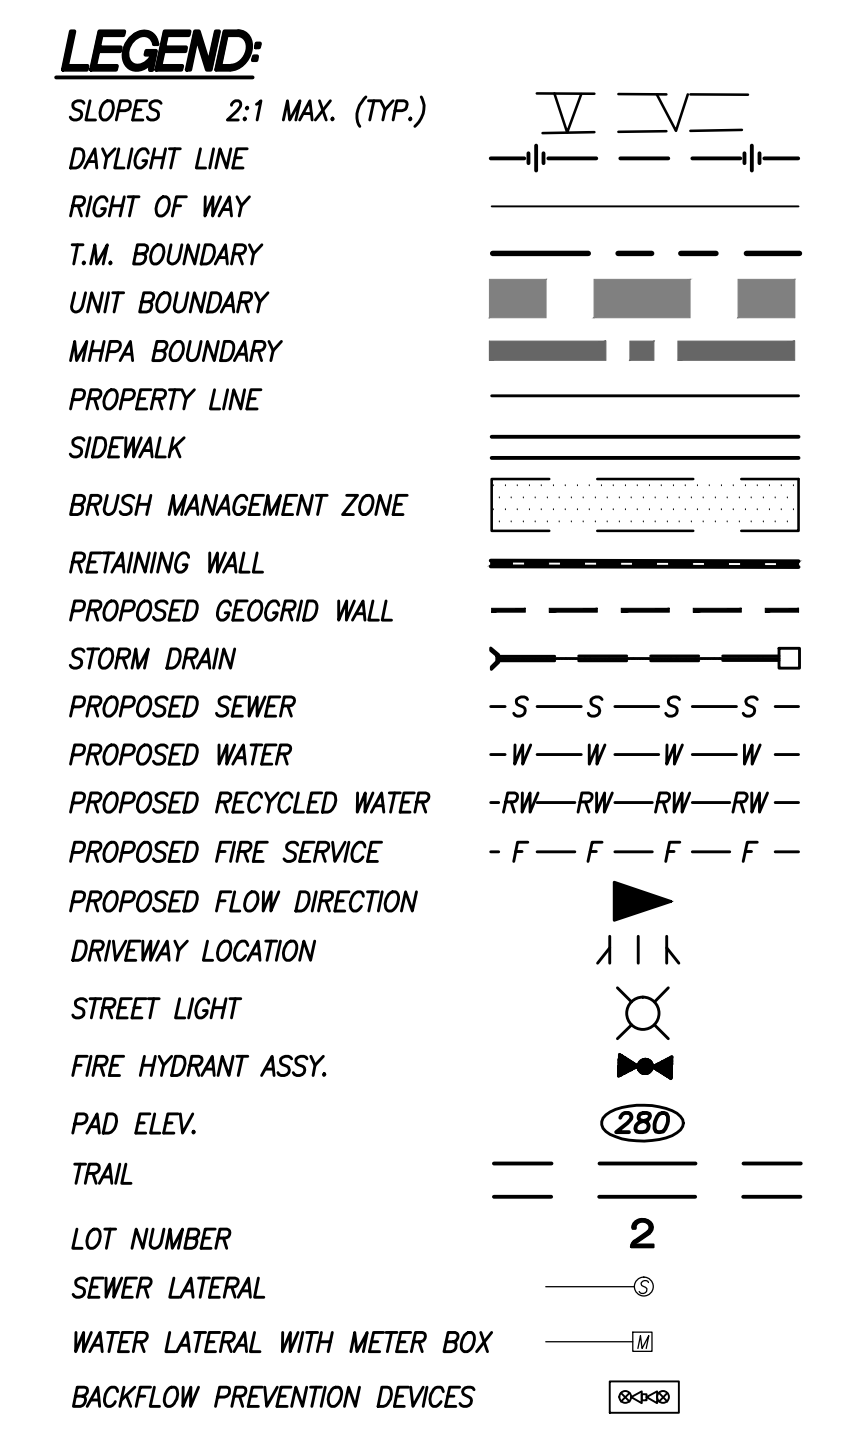 LEGEND:
SLOPES 2:1 MAX. (TYP.)
DAYLIGHT LINE
RIGHT OF WAY
T.M. BOUNDARY
UNIT BOUNDARY
MHPA BOUNDARY
PROPERTY LINE
SIDEWALK
BRUSH MANAGEMENT ZONE
RETAINING WALL
PROPOSED GEOGRID WALL
STORM DRAIN
PROPOSED SEWER S S S S
PROPOSED WATER W W W W
PROPOSED RECYCLED WATER RW RW RW RW
PROPOSED FIRE SERVICE F F F F
PROPOSED FLOW DIRECTION
DRIVEWAY LOCATION
STREET LIGHT
FIRE HYDRANT ASSY.
PAD ELEV. 280
TRAIL
LOT NUMBER 2
SEWER LATERAL S
WATER LATERAL WITH METER BOX M
BACKFLOW PREVENTION DEVICES